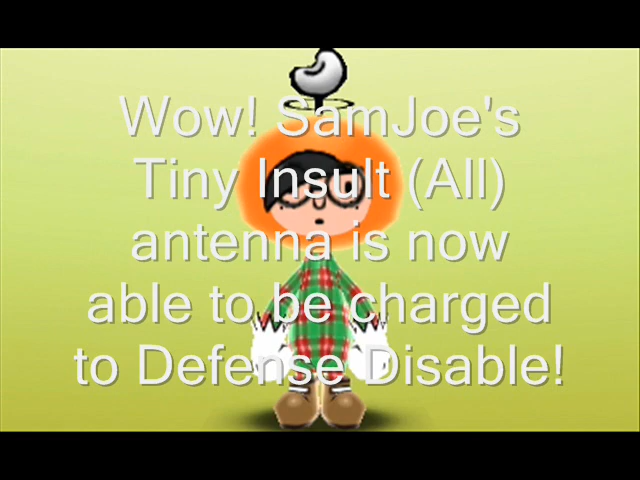 Wow! SamJoe's
Tiny Insult (All)
antenna is now
able to be charged
to Defense Disable!